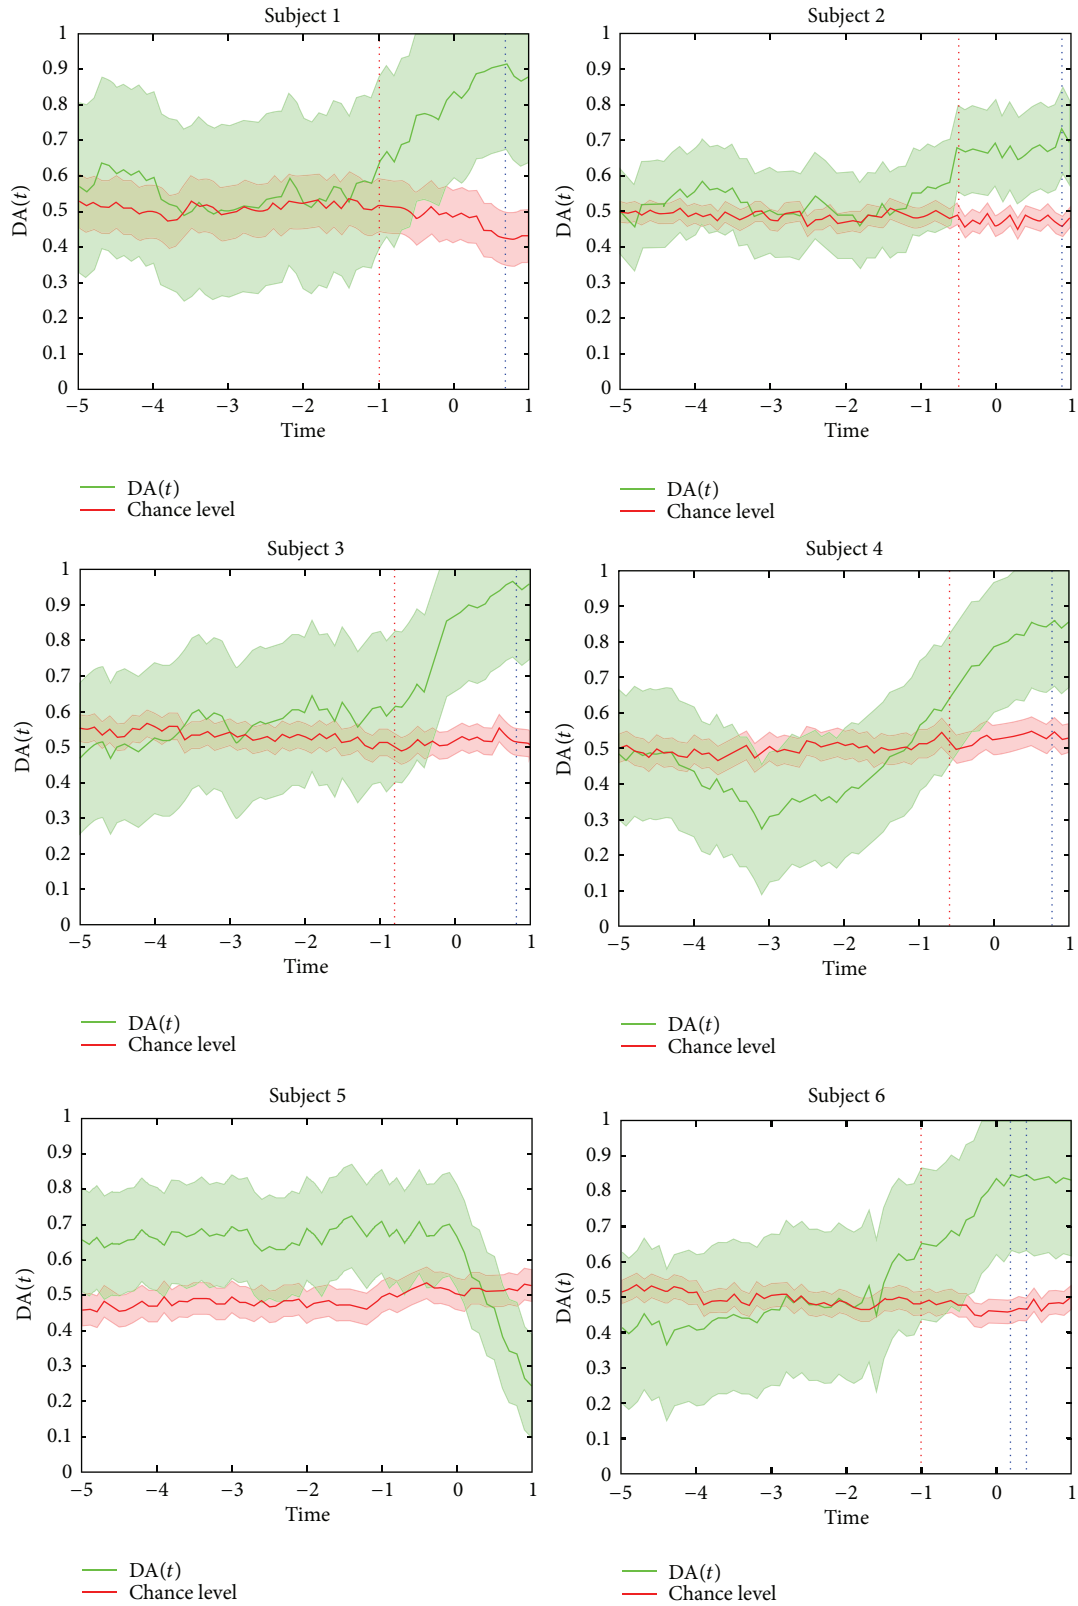 Subject 1
1
0.9
0.8
0.7
0.6
0.5
0.4
0.3
0.2
0.1
0
DA(t)
−5 −4 −3 −2 −1 0 1
Time
DA(t)
Chance level
Subject 2
1
0.9
0.8
0.7
0.6
0.5
0.4
0.3
0.2
0.1
0
DA(t)
−5 −4 −3 −2 −1 0 1
Time
DA(t)
Chance level
Subject 3
1
0.9
0.8
0.7
0.6
0.5
0.4
0.3
0.2
0.1
0
DA(t)
−5 −4 −3 −2 −1 0 1
Time
DA(t)
Chance level
Subject 4
1
0.9
0.8
0.7
0.6
0.5
0.4
0.3
0.2
0.1
0
DA(t)
−5 −4 −3 −2 −1 0 1
Time
DA(t)
Chance level
Subject 5
1
0.9
0.8
0.7
0.6
0.5
0.4
0.3
0.2
0.1
0
DA(t)
−5 −4 −3 −2 −1 0 1
Time
DA(t)
Chance level
Subject 6
1
0.9
0.8
0.7
0.6
0.5
0.4
0.3
0.2
0.1
0
DA(t)
−5 −4 −3 −2 −1 0 1
Time
DA(t)
Chance level